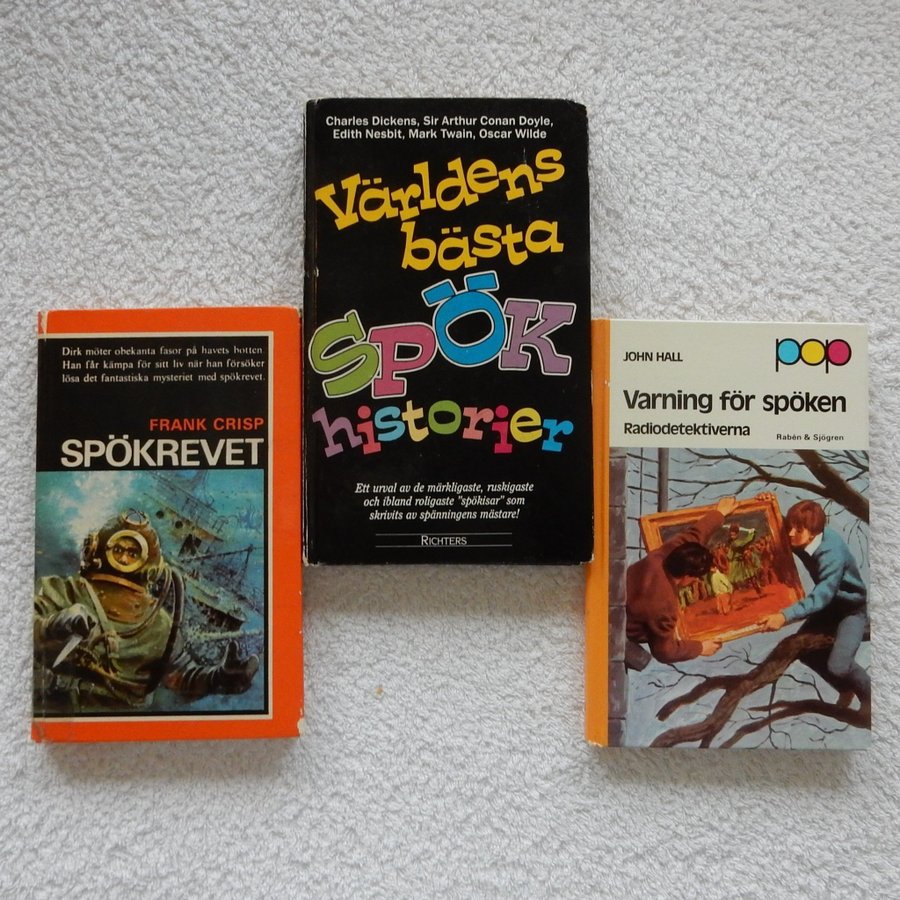 Dirk möter obekanta fasor på havets botten.
Han får kämpa för sitt liv när han försöker
lösa det fantastiska mysteriet med spökrevet.
FRANK CRISP
SPÖKREVET
Charles Dickens, Sir Arthur Conan Doyle,
Edith Nesbit, Mark Twain, Oscar Wilde
Världens
bästa
SPÖK
historier
Ett urval av de märkligaste, ruskigaste
och ibland roligaste "spökisar" som
skrivits av spänningens mästare!
RICHTERS
pop
JOHN HALL
Varning för spöken
Radiodetektiverna
Rabén & Sjögren